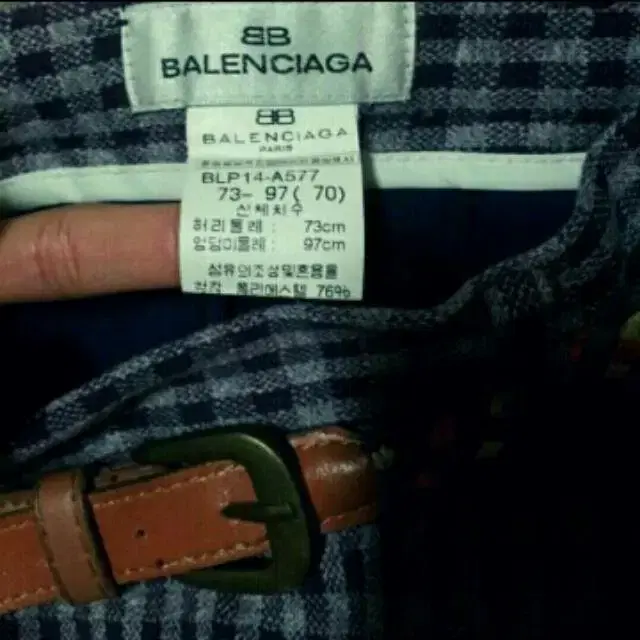 BB
BALENCIAGA
BB
BALENCIAGA
PARIS
BLP14-A577
73- 97( 70)
신체치수
허리둘레 : 73cm
엉덩이둘레 : 97cm
섬유의조성및혼용률
겉감 폴리에스텔 76%